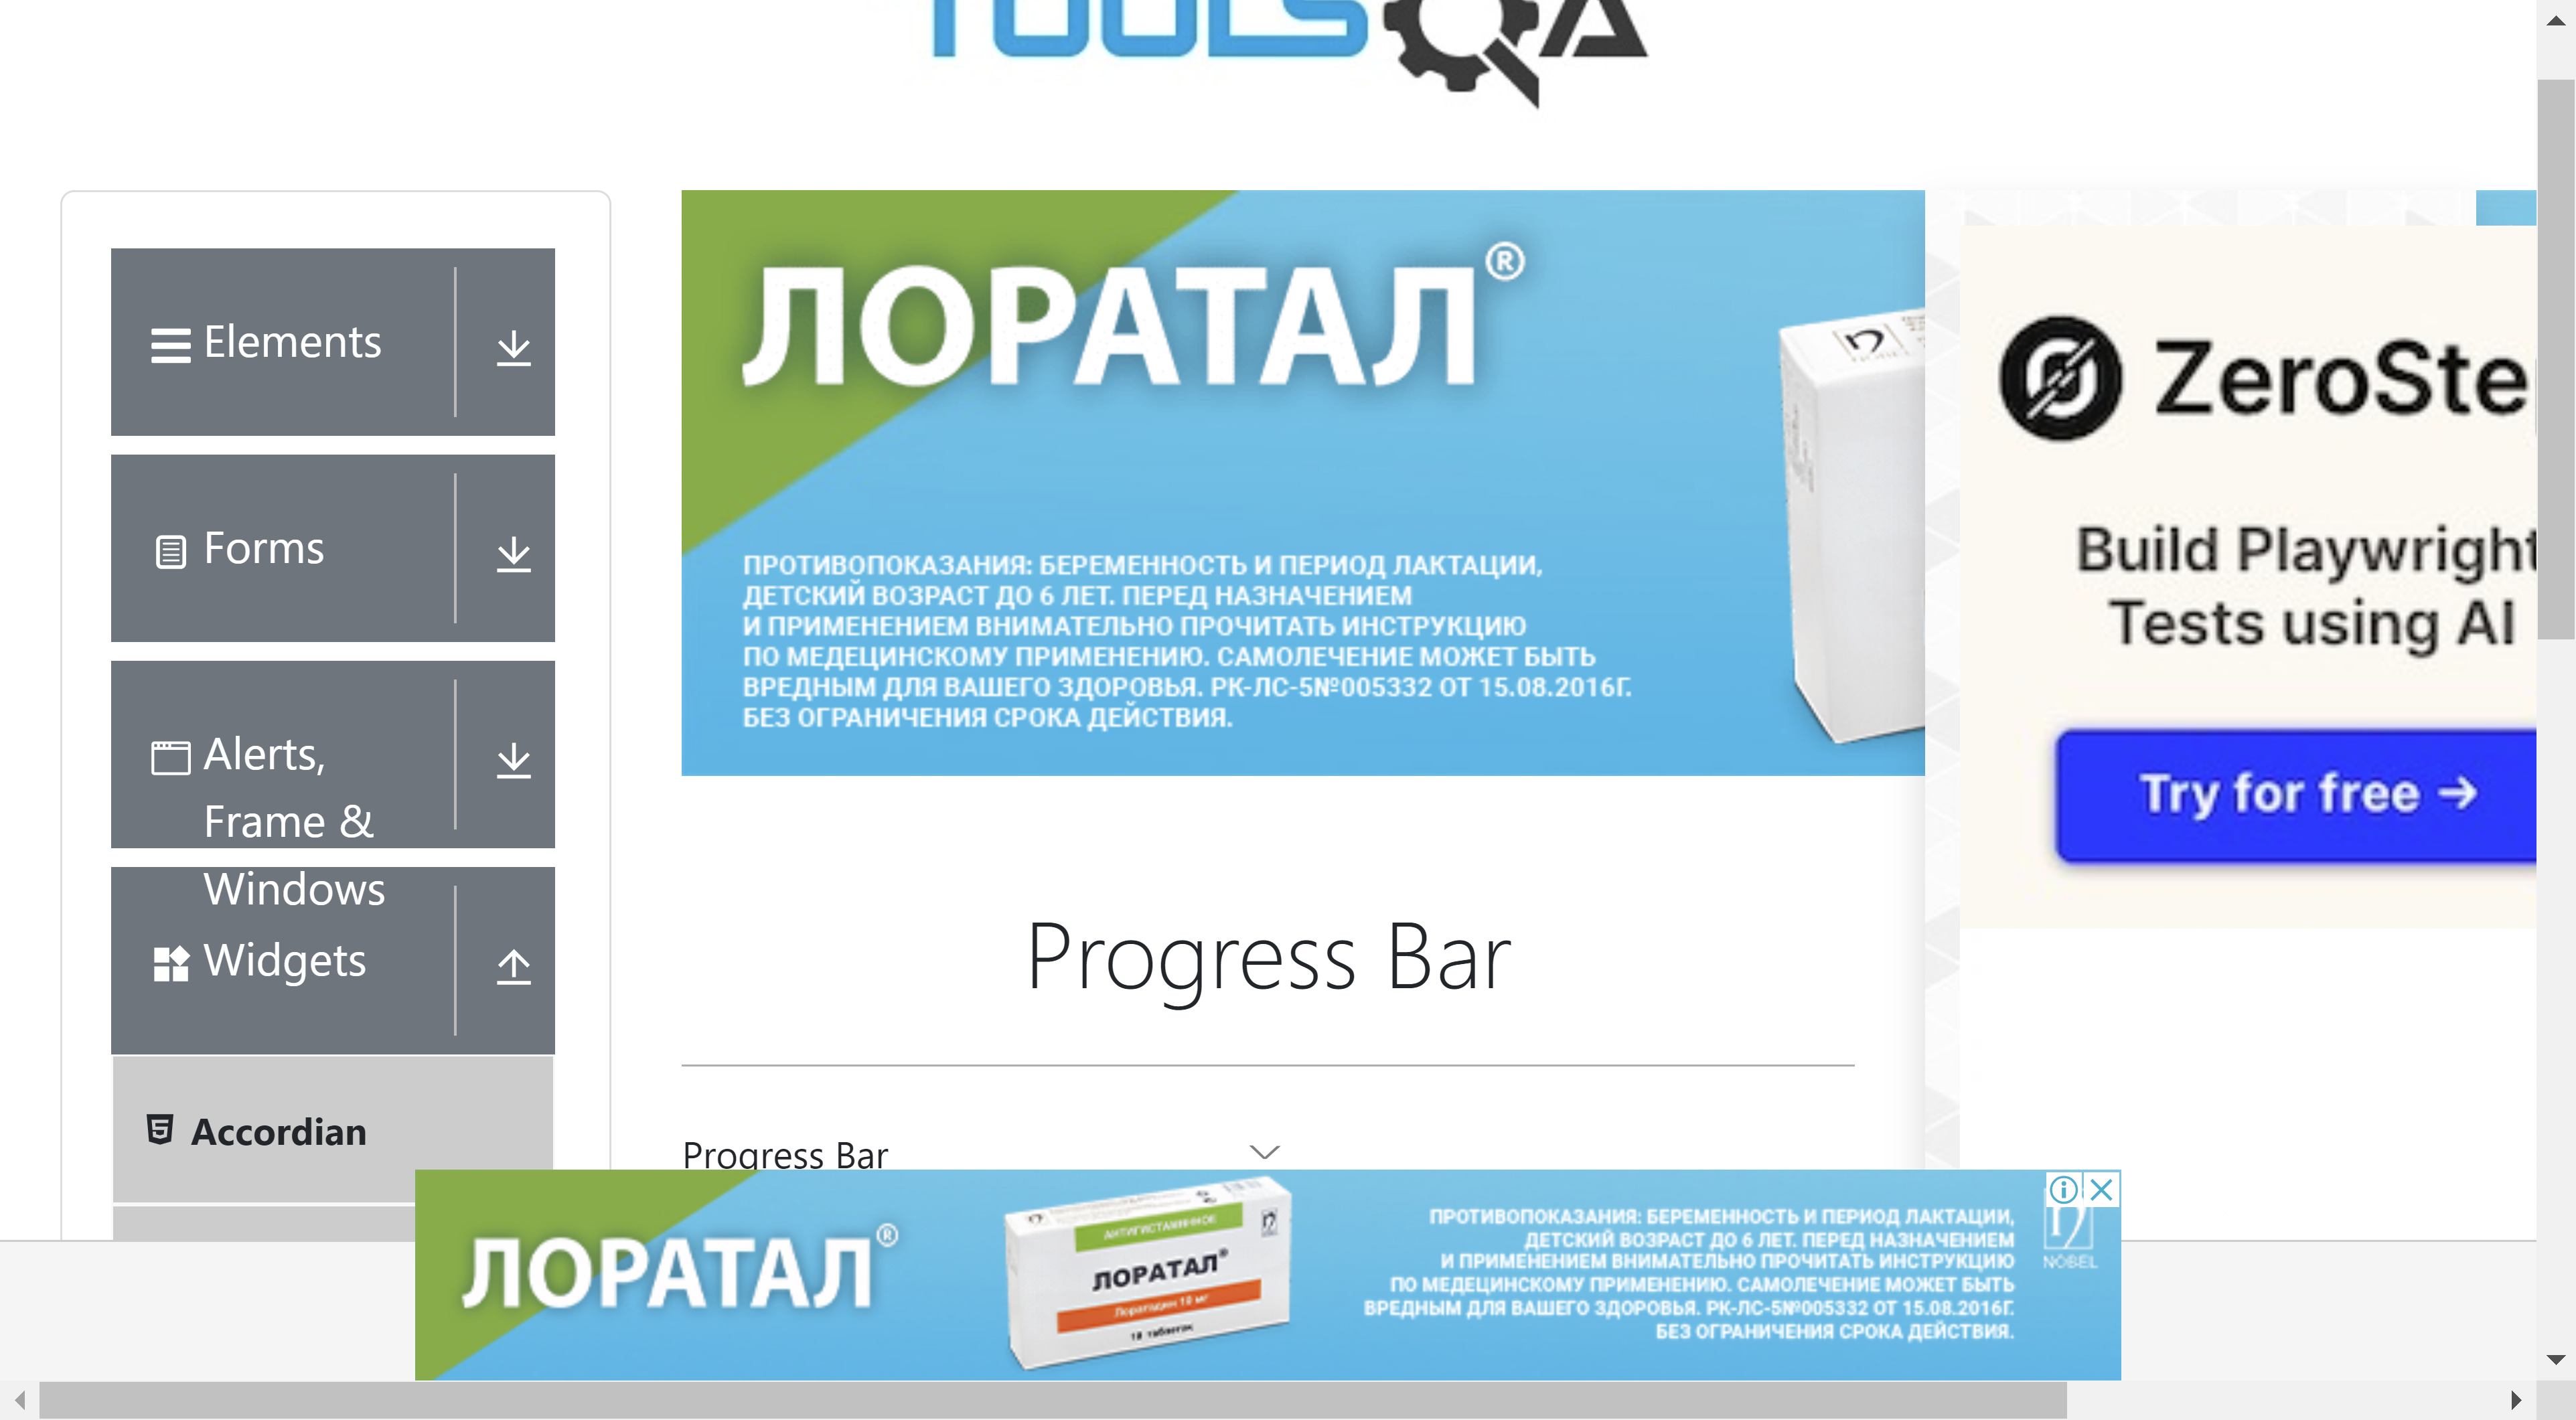 TOOLSQA
Elements
Forms
Alerts,
Frame &
Windows
Widgets
Accordian
ЛОРАТАЛ®
ПРОТИВОПОКАЗАНИЯ: БЕРЕМЕННОСТЬ И ПЕРИОД ЛАКТАЦИИ,
ДЕТСКИЙ ВОЗРАСТ ДО 6 ЛЕТ. ПЕРЕД НАЗНАЧЕНИЕМ
И ПРИМЕНЕНИЕМ ВНИМАТЕЛЬНО ПРОЧИТАТЬ ИНСТРУКЦИЮ
ПО МЕДЕЦИНСКОМУ ПРИМЕНЕНИЮ. САМОЛЕЧЕНИЕ МОЖЕТ БЫТЬ
ВРЕДНЫМ ДЛЯ ВАШЕГО ЗДОРОВЬЯ. РК-ЛС-5№005332 ОТ 15.08.2016Г.
БЕЗ ОГРАНИЧЕНИЯ СРОКА ДЕЙСТВИЯ.
ZeroSte
Build Playwright
Tests using AI
Try for free →
Progress Bar
Progress Bar
ЛОРАТАЛ®
АНТИГИСТАМИННОЕ
ЛОРАТАЛ®
Лоратадин 10 мг
10 таблеток
ПРОТИВОПОКАЗАНИЯ: БЕРЕМЕННОСТЬ И ПЕРИОД ЛАКТАЦИИ,
ДЕТСКИЙ ВОЗРАСТ ДО 6 ЛЕТ. ПЕРЕД НАЗНАЧЕНИЕМ
И ПРИМЕНЕНИЕМ ВНИМАТЕЛЬНО ПРОЧИТАТЬ ИНСТРУКЦИЮ
ПО МЕДЕЦИНСКОМУ ПРИМЕНЕНИЮ. САМОЛЕЧЕНИЕ МОЖЕТ БЫТЬ
ВРЕДНЫМ ДЛЯ ВАШЕГО ЗДОРОВЬЯ. РК-ЛС-5№005332 ОТ 15.08.2016Г.
БЕЗ ОГРАНИЧЕНИЯ СРОКА ДЕЙСТВИЯ.
NOBEL